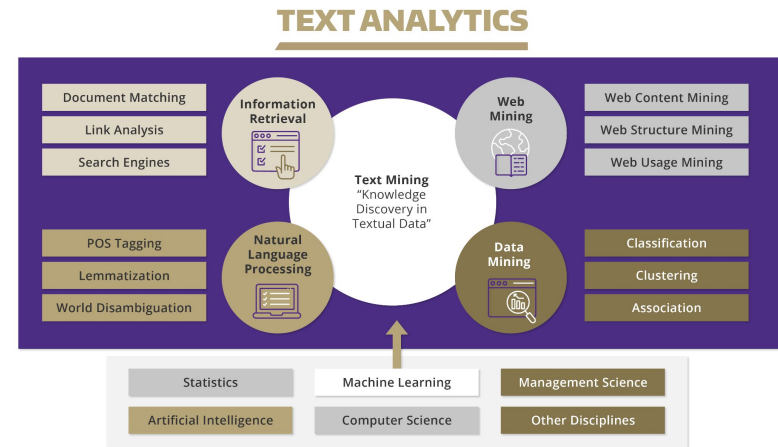 TEXT ANALYTICS
Document Matching
Link Analysis
Search Engines
Information
Retrieval
Web
Mining
Web Content Mining
Web Structure Mining
Web Usage Mining
Text Mining
“Knowledge
Discovery in
Textual Data”
POS Tagging
Lemmatization
World Disambiguation
Natural
Language
Processing
Data
Mining
Classification
Clustering
Association
Statistics
Machine Learning
Management Science
Artificial Intelligence
Computer Science
Other Disciplines